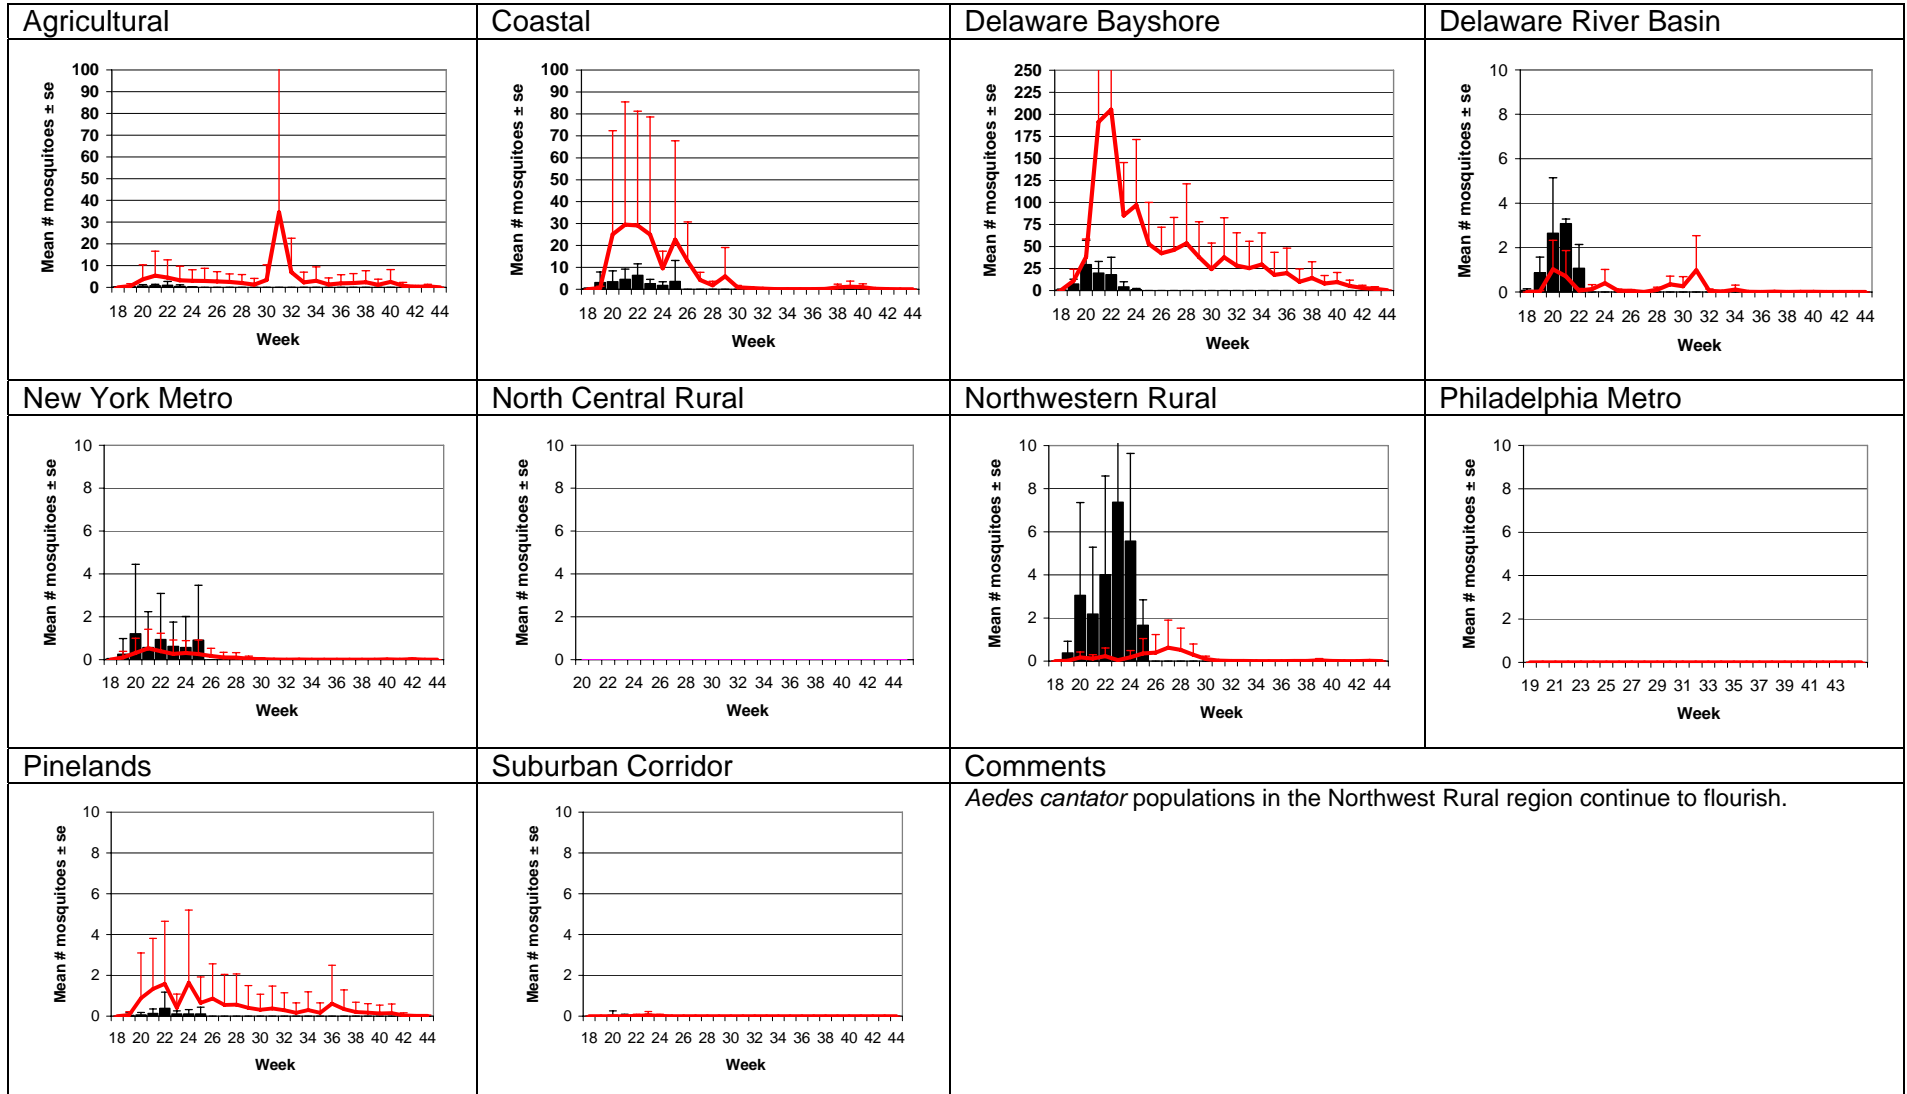 Agricultural
Coastal
Delaware Bayshore
Delaware River Basin
Mean # mosquitoes ± se
100
90
80
70
60
50
40
30
20
10
0
18 20 22 24 26 28 30 32 34 36 38 40 42 44
Week
Mean # mosquitoes ± se
100
90
80
70
60
50
40
30
20
10
0
18 20 22 24 26 28 30 32 34 36 38 40 42 44
Week
Mean # mosquitoes ± se
250
225
200
175
150
125
100
75
50
25
0
18 20 22 24 26 28 30 32 34 36 38 40 42 44
Week
Mean # mosquitoes ± se
10
8
6
4
2
0
18 20 22 24 26 28 30 32 34 36 38 40 42 44
Week
New York Metro
North Central Rural
Northwestern Rural
Philadelphia Metro
Mean # mosquitoes ± se
10
8
6
4
2
0
18 20 22 24 26 28 30 32 34 36 38 40 42 44
Week
Mean # mosquitoes ± se
10
8
6
4
2
0
20 22 24 26 28 30 32 34 36 38 40 42 44
Week
Mean # mosquitoes ± se
10
8
6
4
2
0
18 20 22 24 26 28 30 32 34 36 38 40 42 44
Week
Mean # mosquitoes ± se
10
8
6
4
2
0
19 21 23 25 27 29 31 33 35 37 39 41 43
Week
Pinelands
Suburban Corridor
Comments
Mean # mosquitoes ± se
10
8
6
4
2
0
18 20 22 24 26 28 30 32 34 36 38 40 42 44
Week
Mean # mosquitoes ± se
10
8
6
4
2
0
18 20 22 24 26 28 30 32 34 36 38 40 42 44
Week
Aedes cantator populations in the Northwest Rural region continue to flourish.